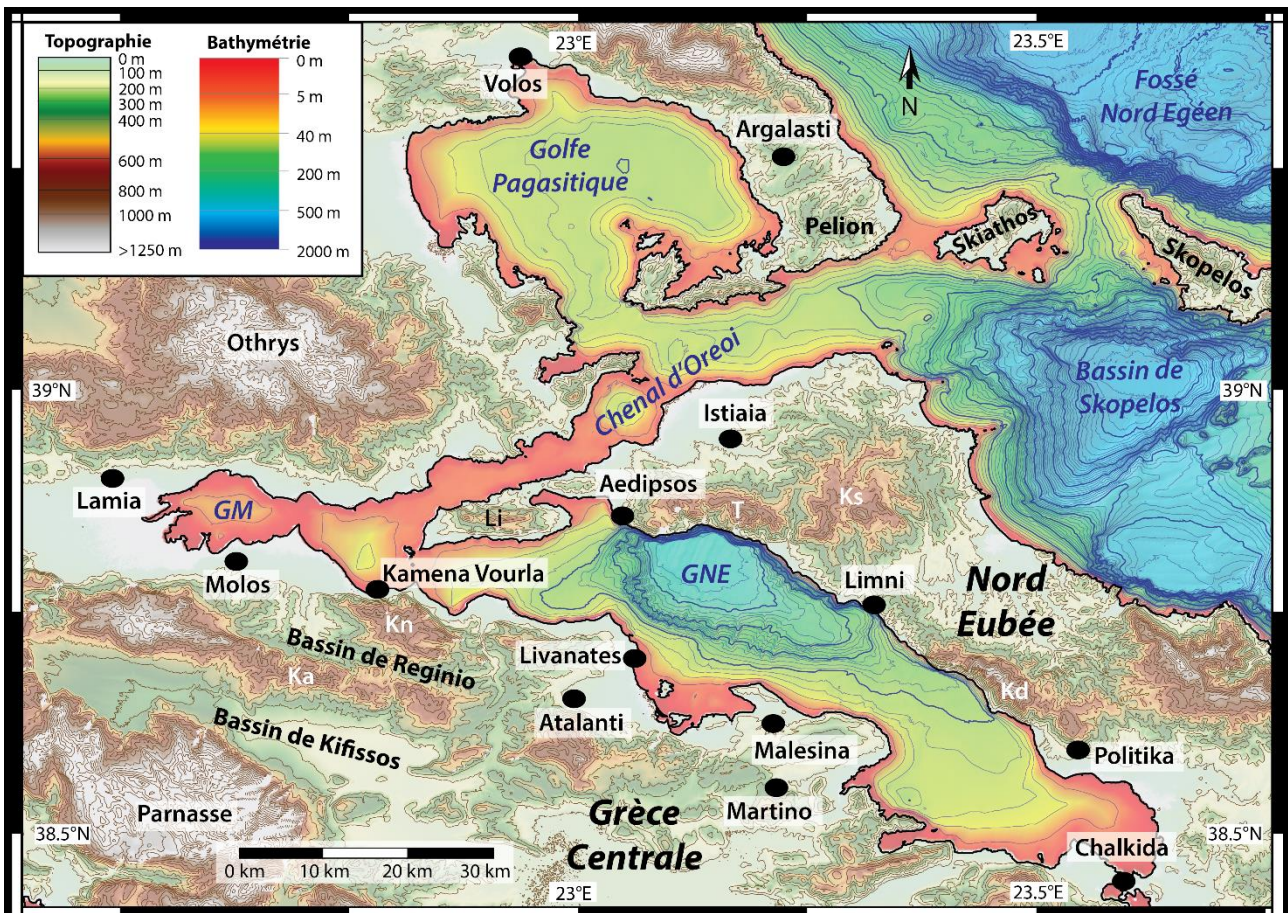 Topographie
0 m
100 m
200 m
300 m
400 m
600 m
800 m
1000 m
>1250 m
Bathymétrie
0 m
5 m
40 m
200 m
500 m
2000 m
23°E
23.5°E
N
Fossé
Nord Egéen
Volos
Argalasti
Golfe
Pagasitique
Pelion
Skiathos
Skopelos
Othrys
Chenal d'Oreoi
39°N
39°N
Bassin de
Skopelos
Istiaia
Lamia
GM
Aedipsos
Li
T
Ks
Molos
Kamena Vourla
GNE
Limni
Nord
Eubée
Kn
Bassin de Reginio
Ka
Livanates
Kd
Bassin de Kifissos
Atalanti
Malesina
Politika
Parnasse
Martino
Grèce
Centrale
38.5°N
38.5°N
Chalkida
0 km
10 km
20 km
30 km
23°E
23.5°E